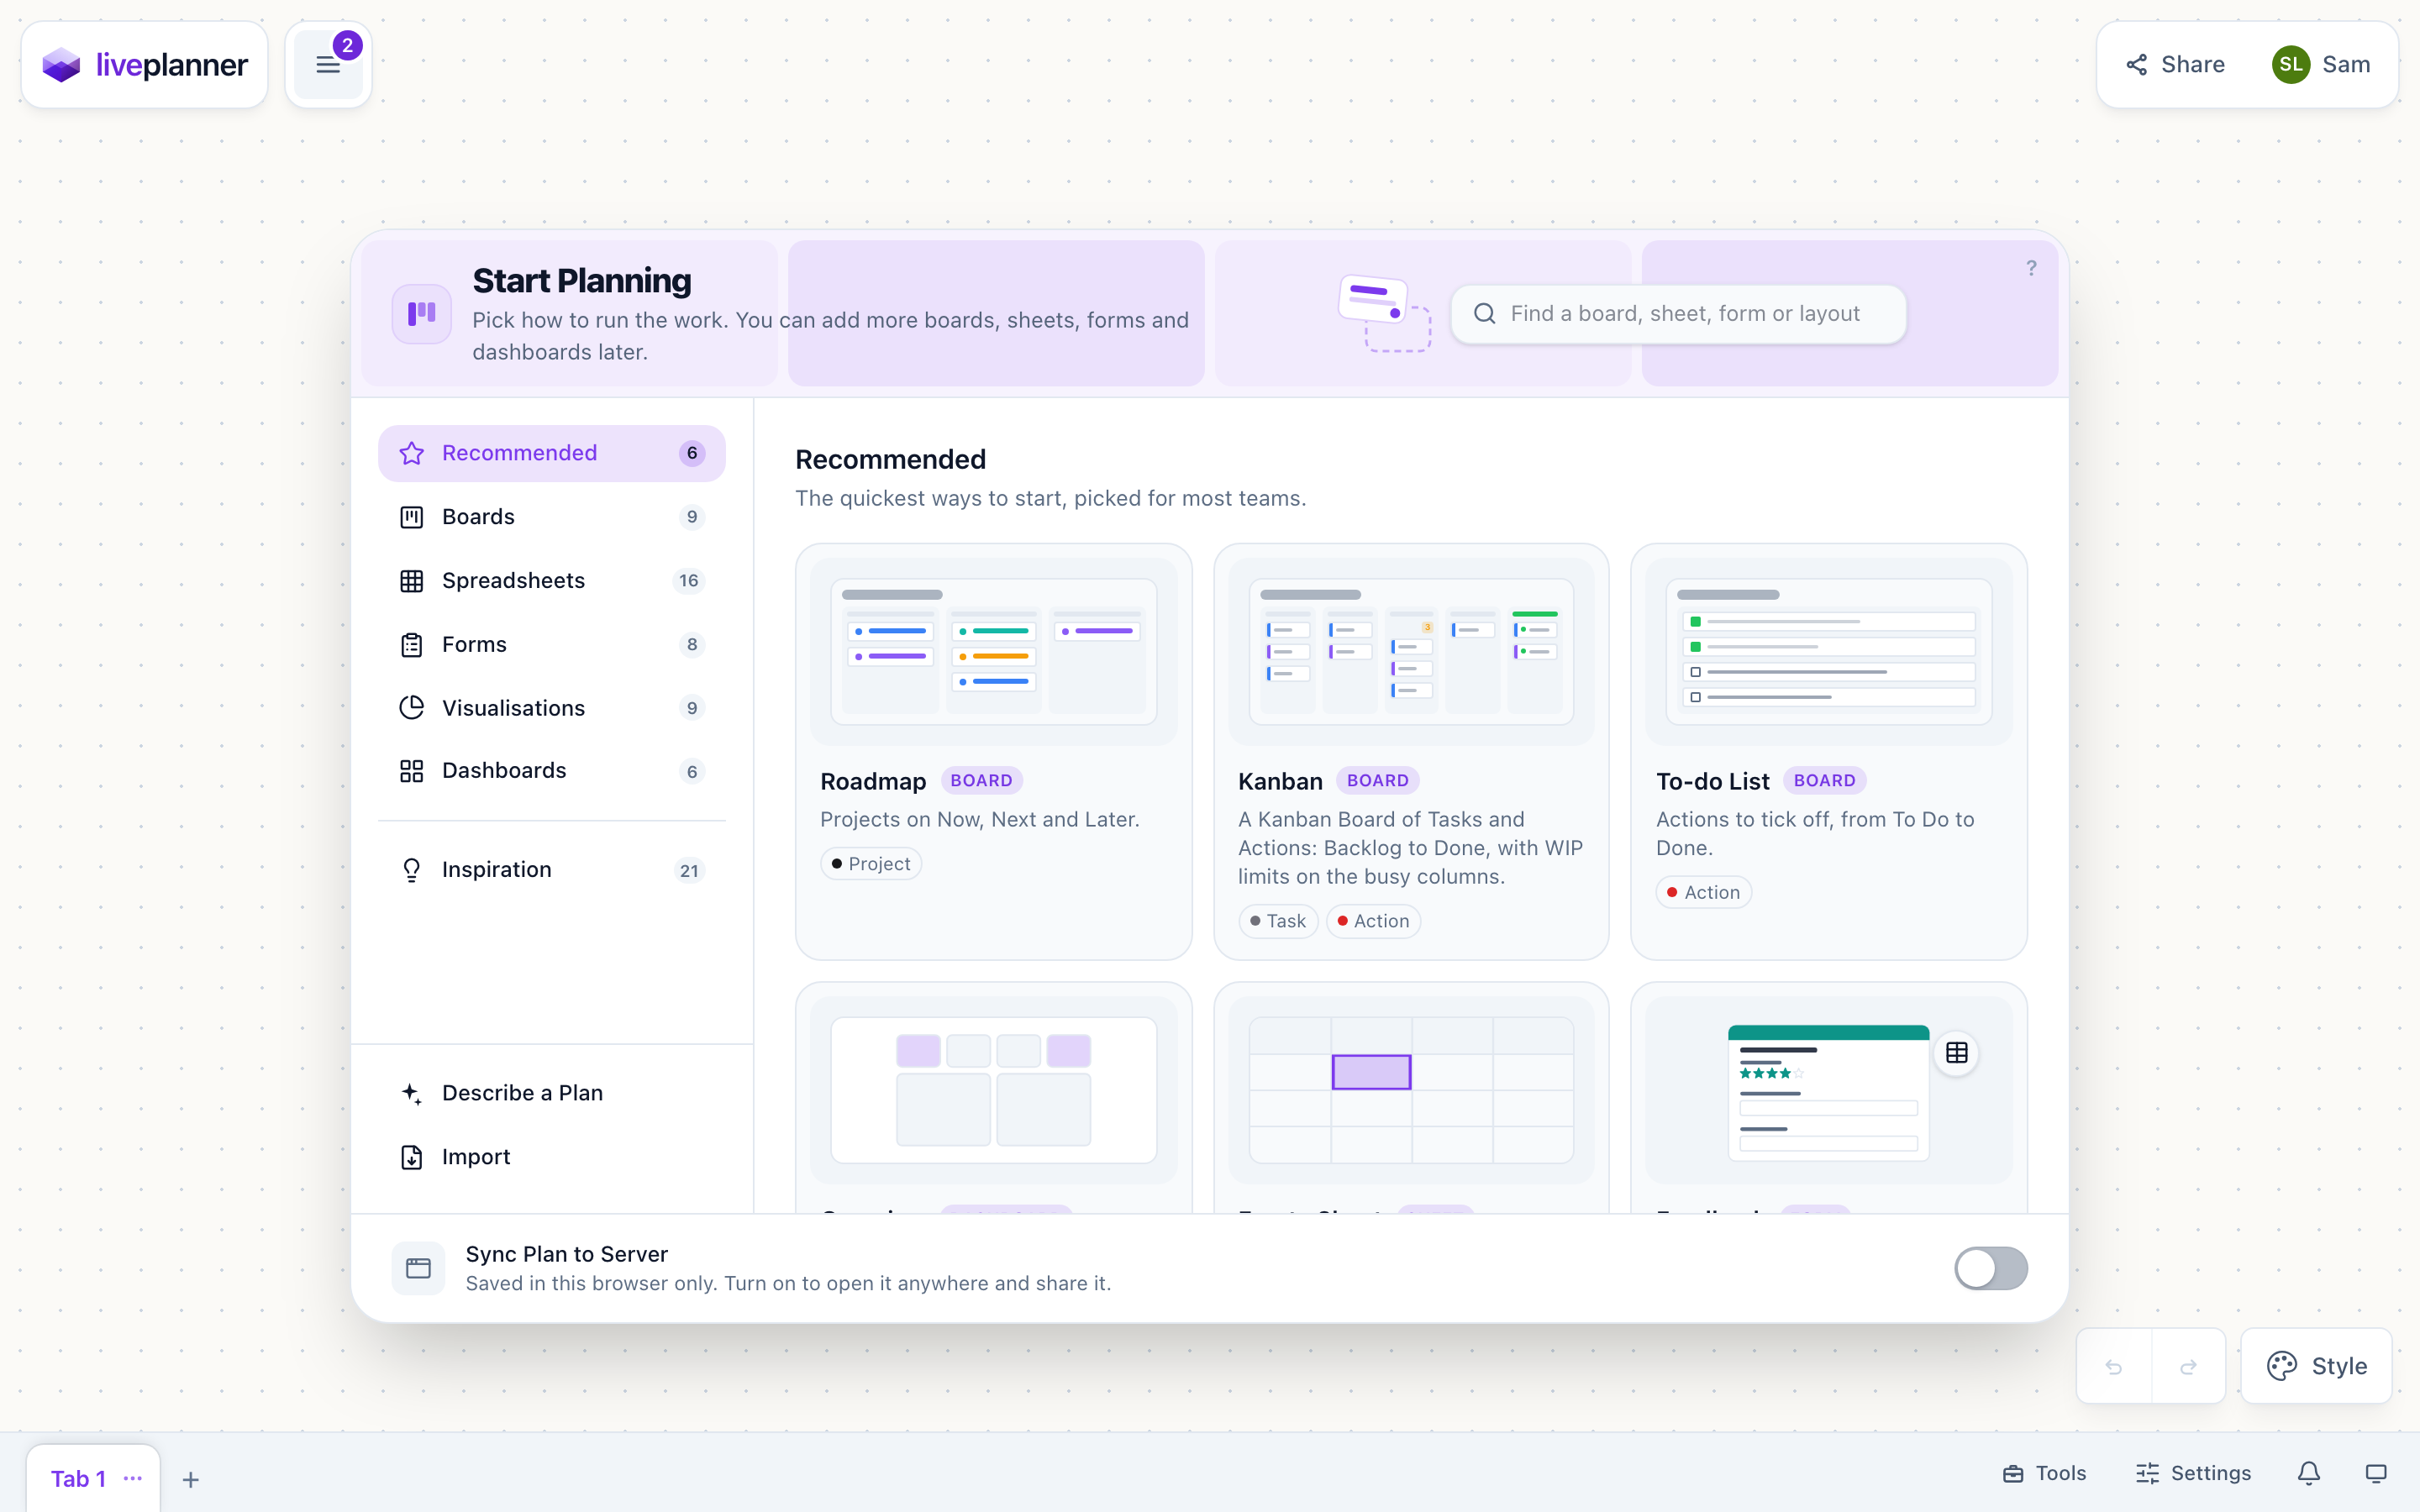 liveplanner
2
Share
SL
Sam
Start Planning
Pick how to run the work. You can add more boards, sheets, forms and
dashboards later.
Find a board, sheet, form or layout
?
Recommended 6
Boards 9
Spreadsheets 16
Forms 8
Visualisations 9
Dashboards 6
Inspiration 21
Describe a Plan
Import
Recommended
The quickest ways to start, picked for most teams.
Roadmap BOARD
Projects on Now, Next and Later.
Project
3
Kanban BOARD
A Kanban Board of Tasks and
Actions: Backlog to Done, with WIP
limits on the busy columns.
Task Action
To-do List BOARD
Actions to tick off, from To Do to
Done.
Action
Sync Plan to Server
Saved in this browser only. Turn on to open it anywhere and share it.
Style
Tab 1
Tools
Settings